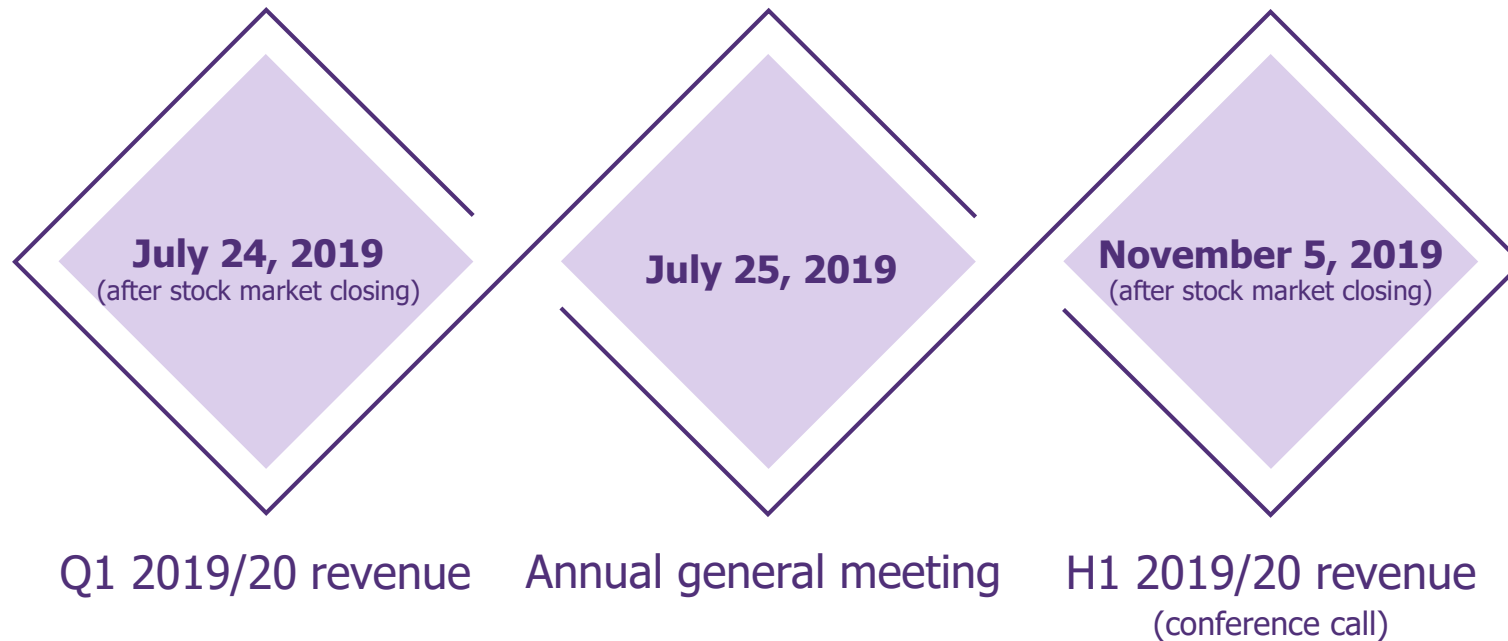 July 24, 2019
(after stock market closing)
Q1 2019/20 revenue
July 25, 2019
Annual general meeting
November 5, 2019
(after stock market closing)
H1 2019/20 revenue
(conference call)